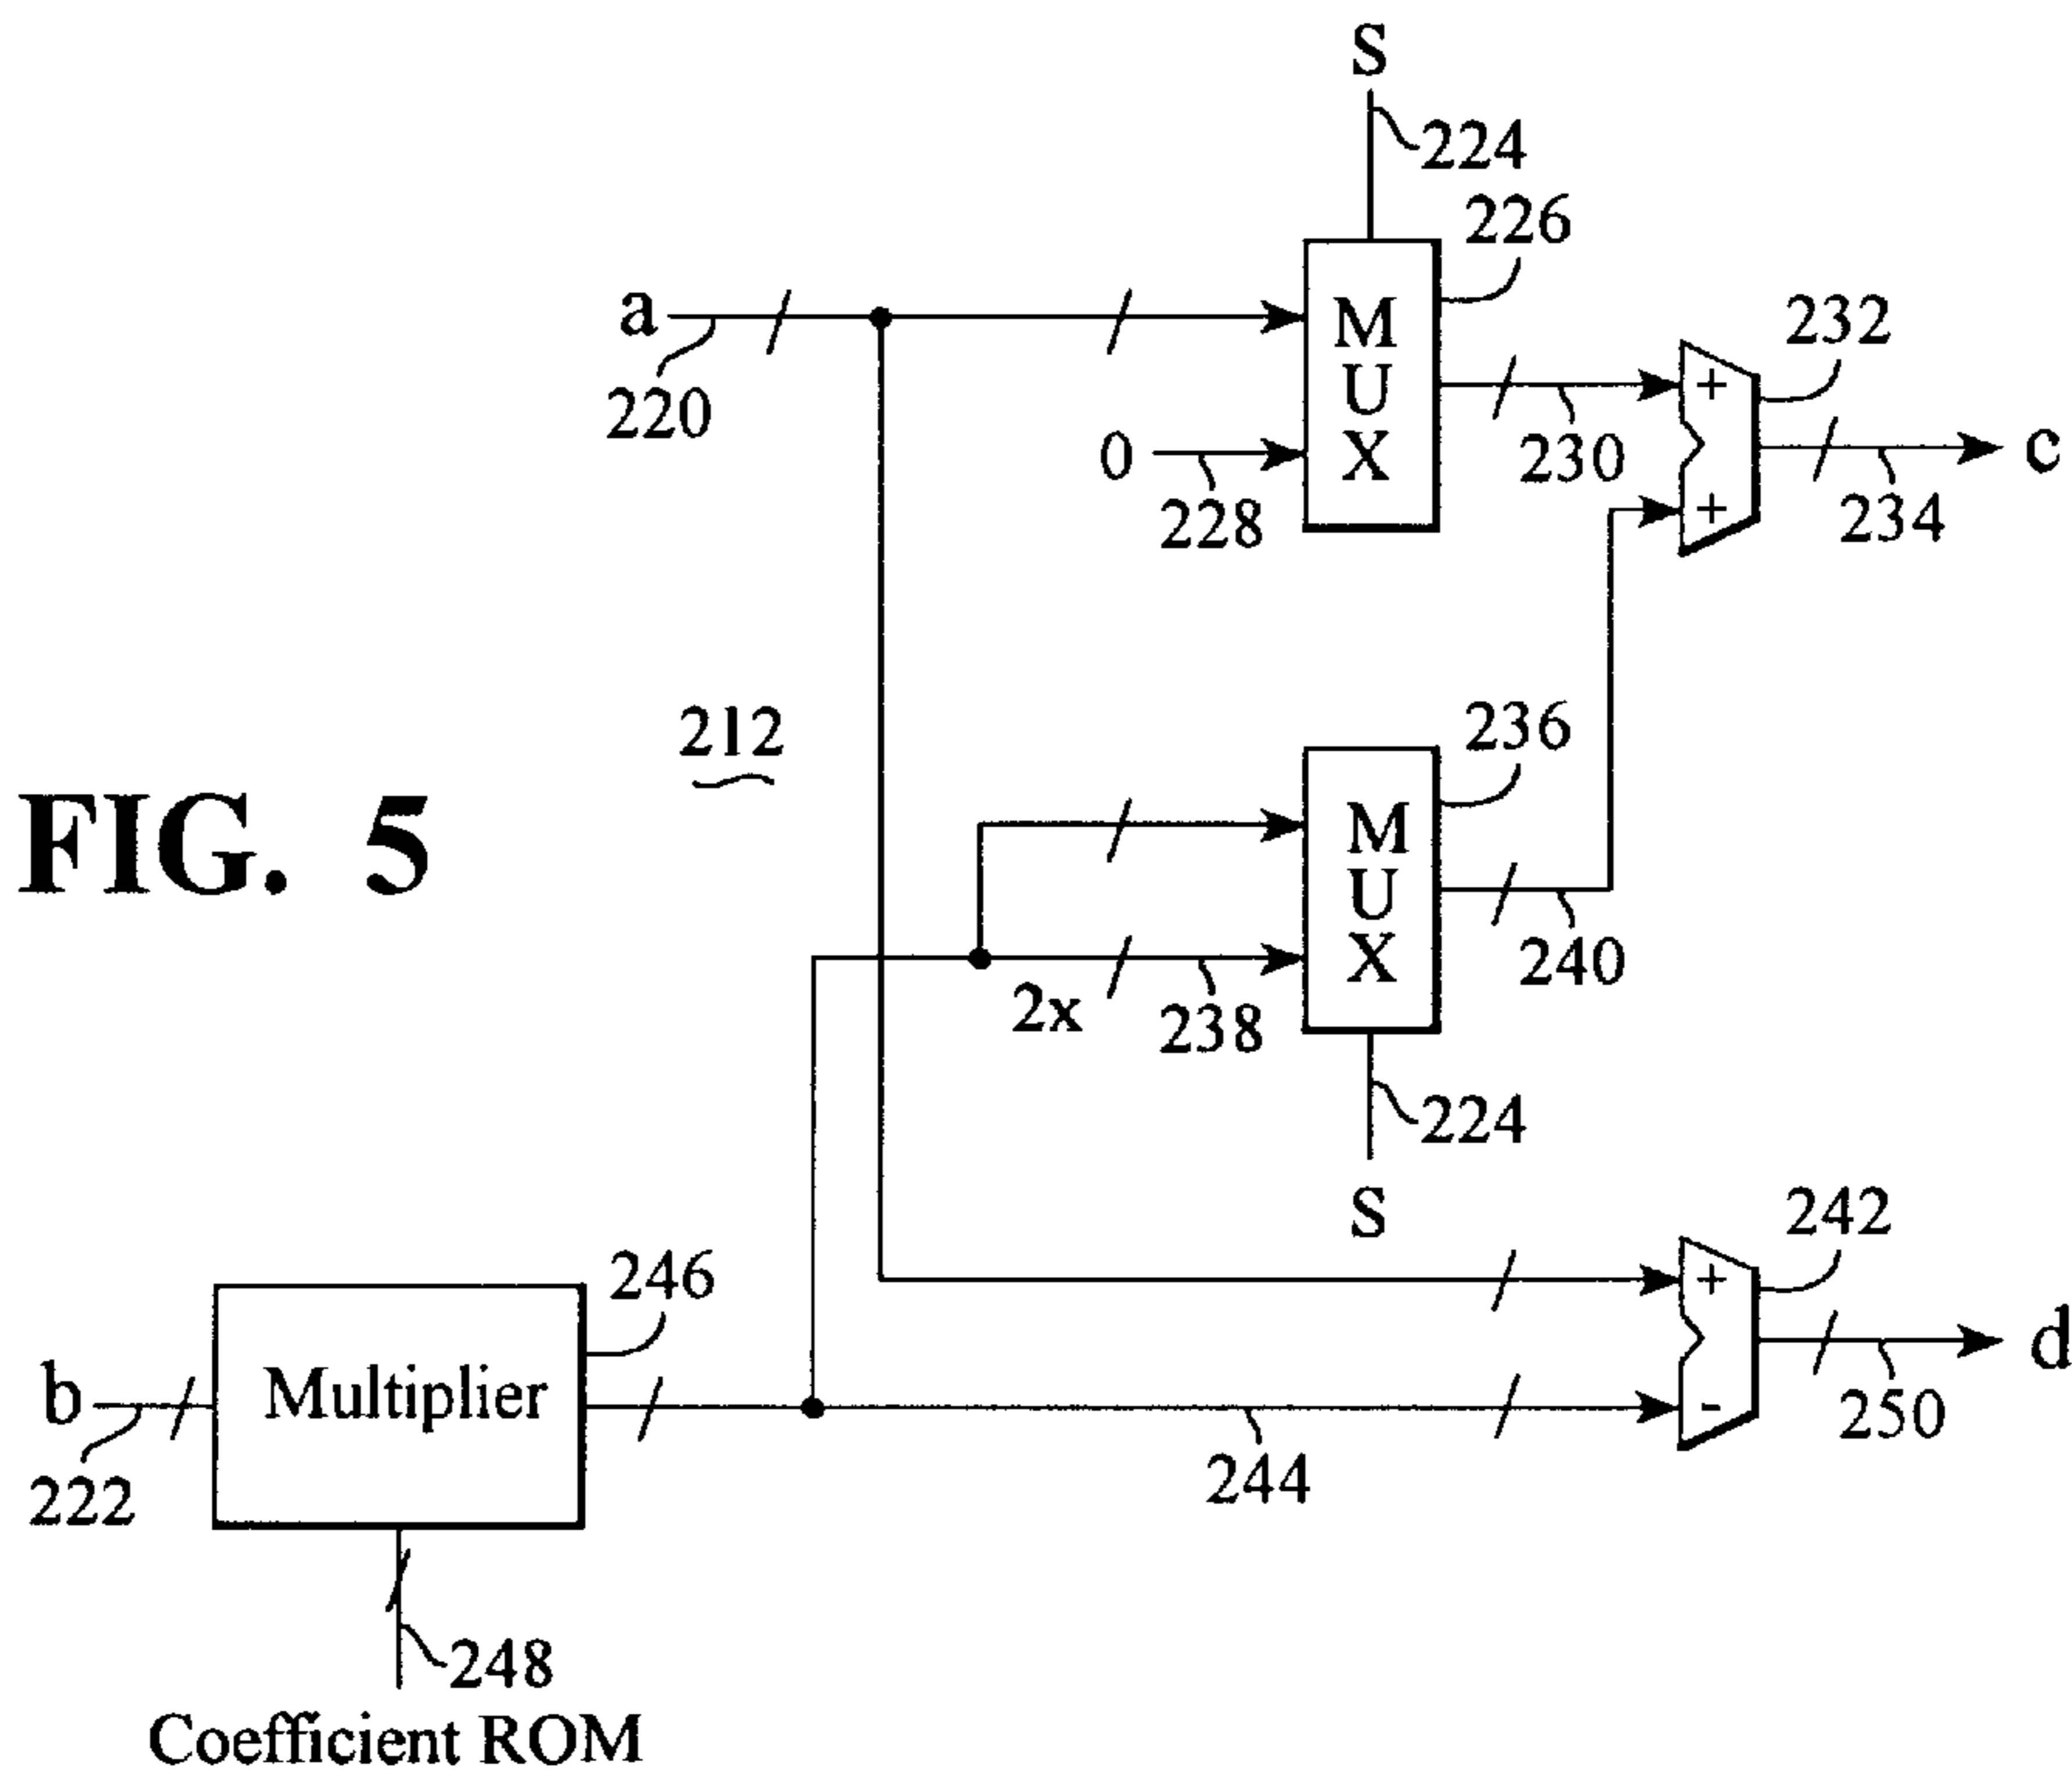 S
224
226
a
220
M
U
X
0
228
230
+
+
232
c
234
212
236
M
U
X
2x
238
240
224
S
FIG. 5
246
b
222
Multiplier
244
242
+
-
d
250
248
Coefficient ROM